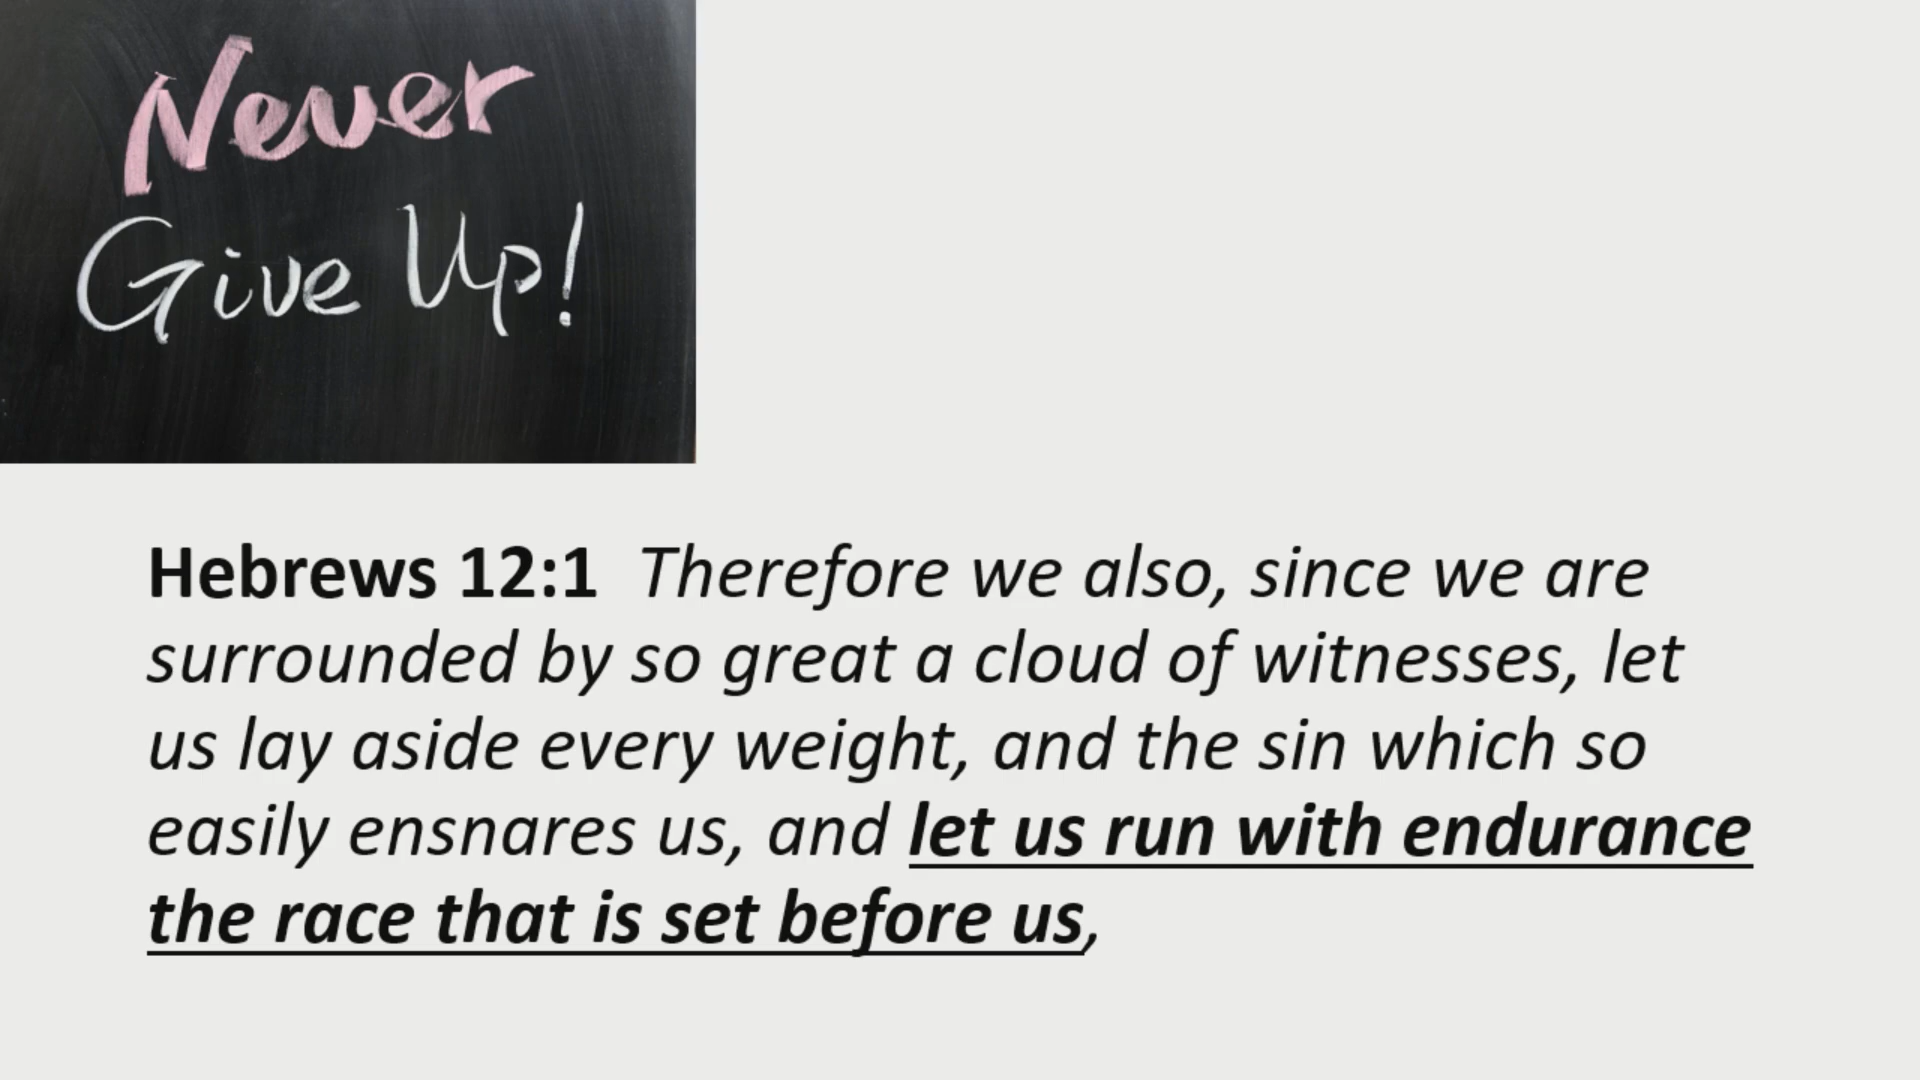 Never
Give Up!
Hebrews 12:1 Therefore we also, since we are
surrounded by so great a cloud of witnesses, let
us lay aside every weight, and the sin which so
easily ensnares us, and let us run with endurance
the race that is set before us,